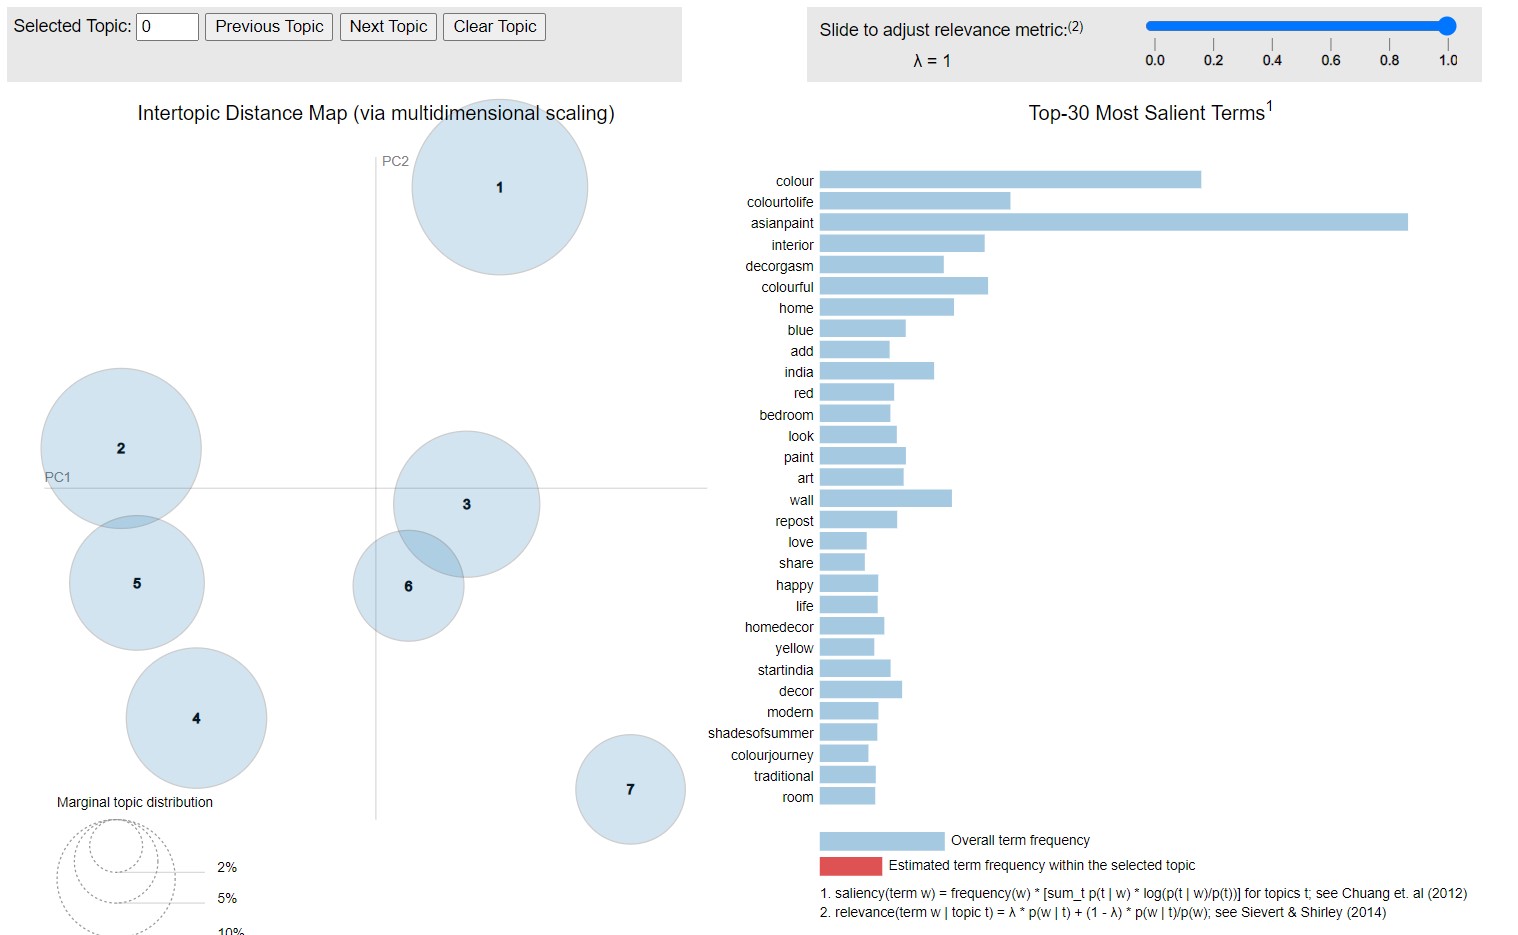 Selected Topic: 0 Previous Topic Next Topic Clear Topic
Slide to adjust relevance metric:(2)
λ = 1
0.0 0.2 0.4 0.6 0.8 1.0
Intertopic Distance Map (via multidimensional scaling)
PC2
PC1
1
2
3
5
6
4
7
Marginal topic distribution
2%
5%
10%
Top-30 Most Salient Terms1
colour
colourtolife
asianpaint
interior
decorgasm
colourful
home
blue
add
india
red
bedroom
look
paint
art
wall
repost
love
share
happy
life
homedecor
yellow
startindia
decor
modern
shadesofsummer
colourjourney
traditional
room
Overall term frequency
Estimated term frequency within the selected topic
1. saliency(term w) = frequency(w) * [sum_t p(t | w) * log(p(t | w)/p(t))] for topics t; see Chuang et. al (2012)
2. relevance(term w | topic t) = λ * p(w | t) + (1 - λ) * p(w | t)/p(w); see Sievert & Shirley (2014)